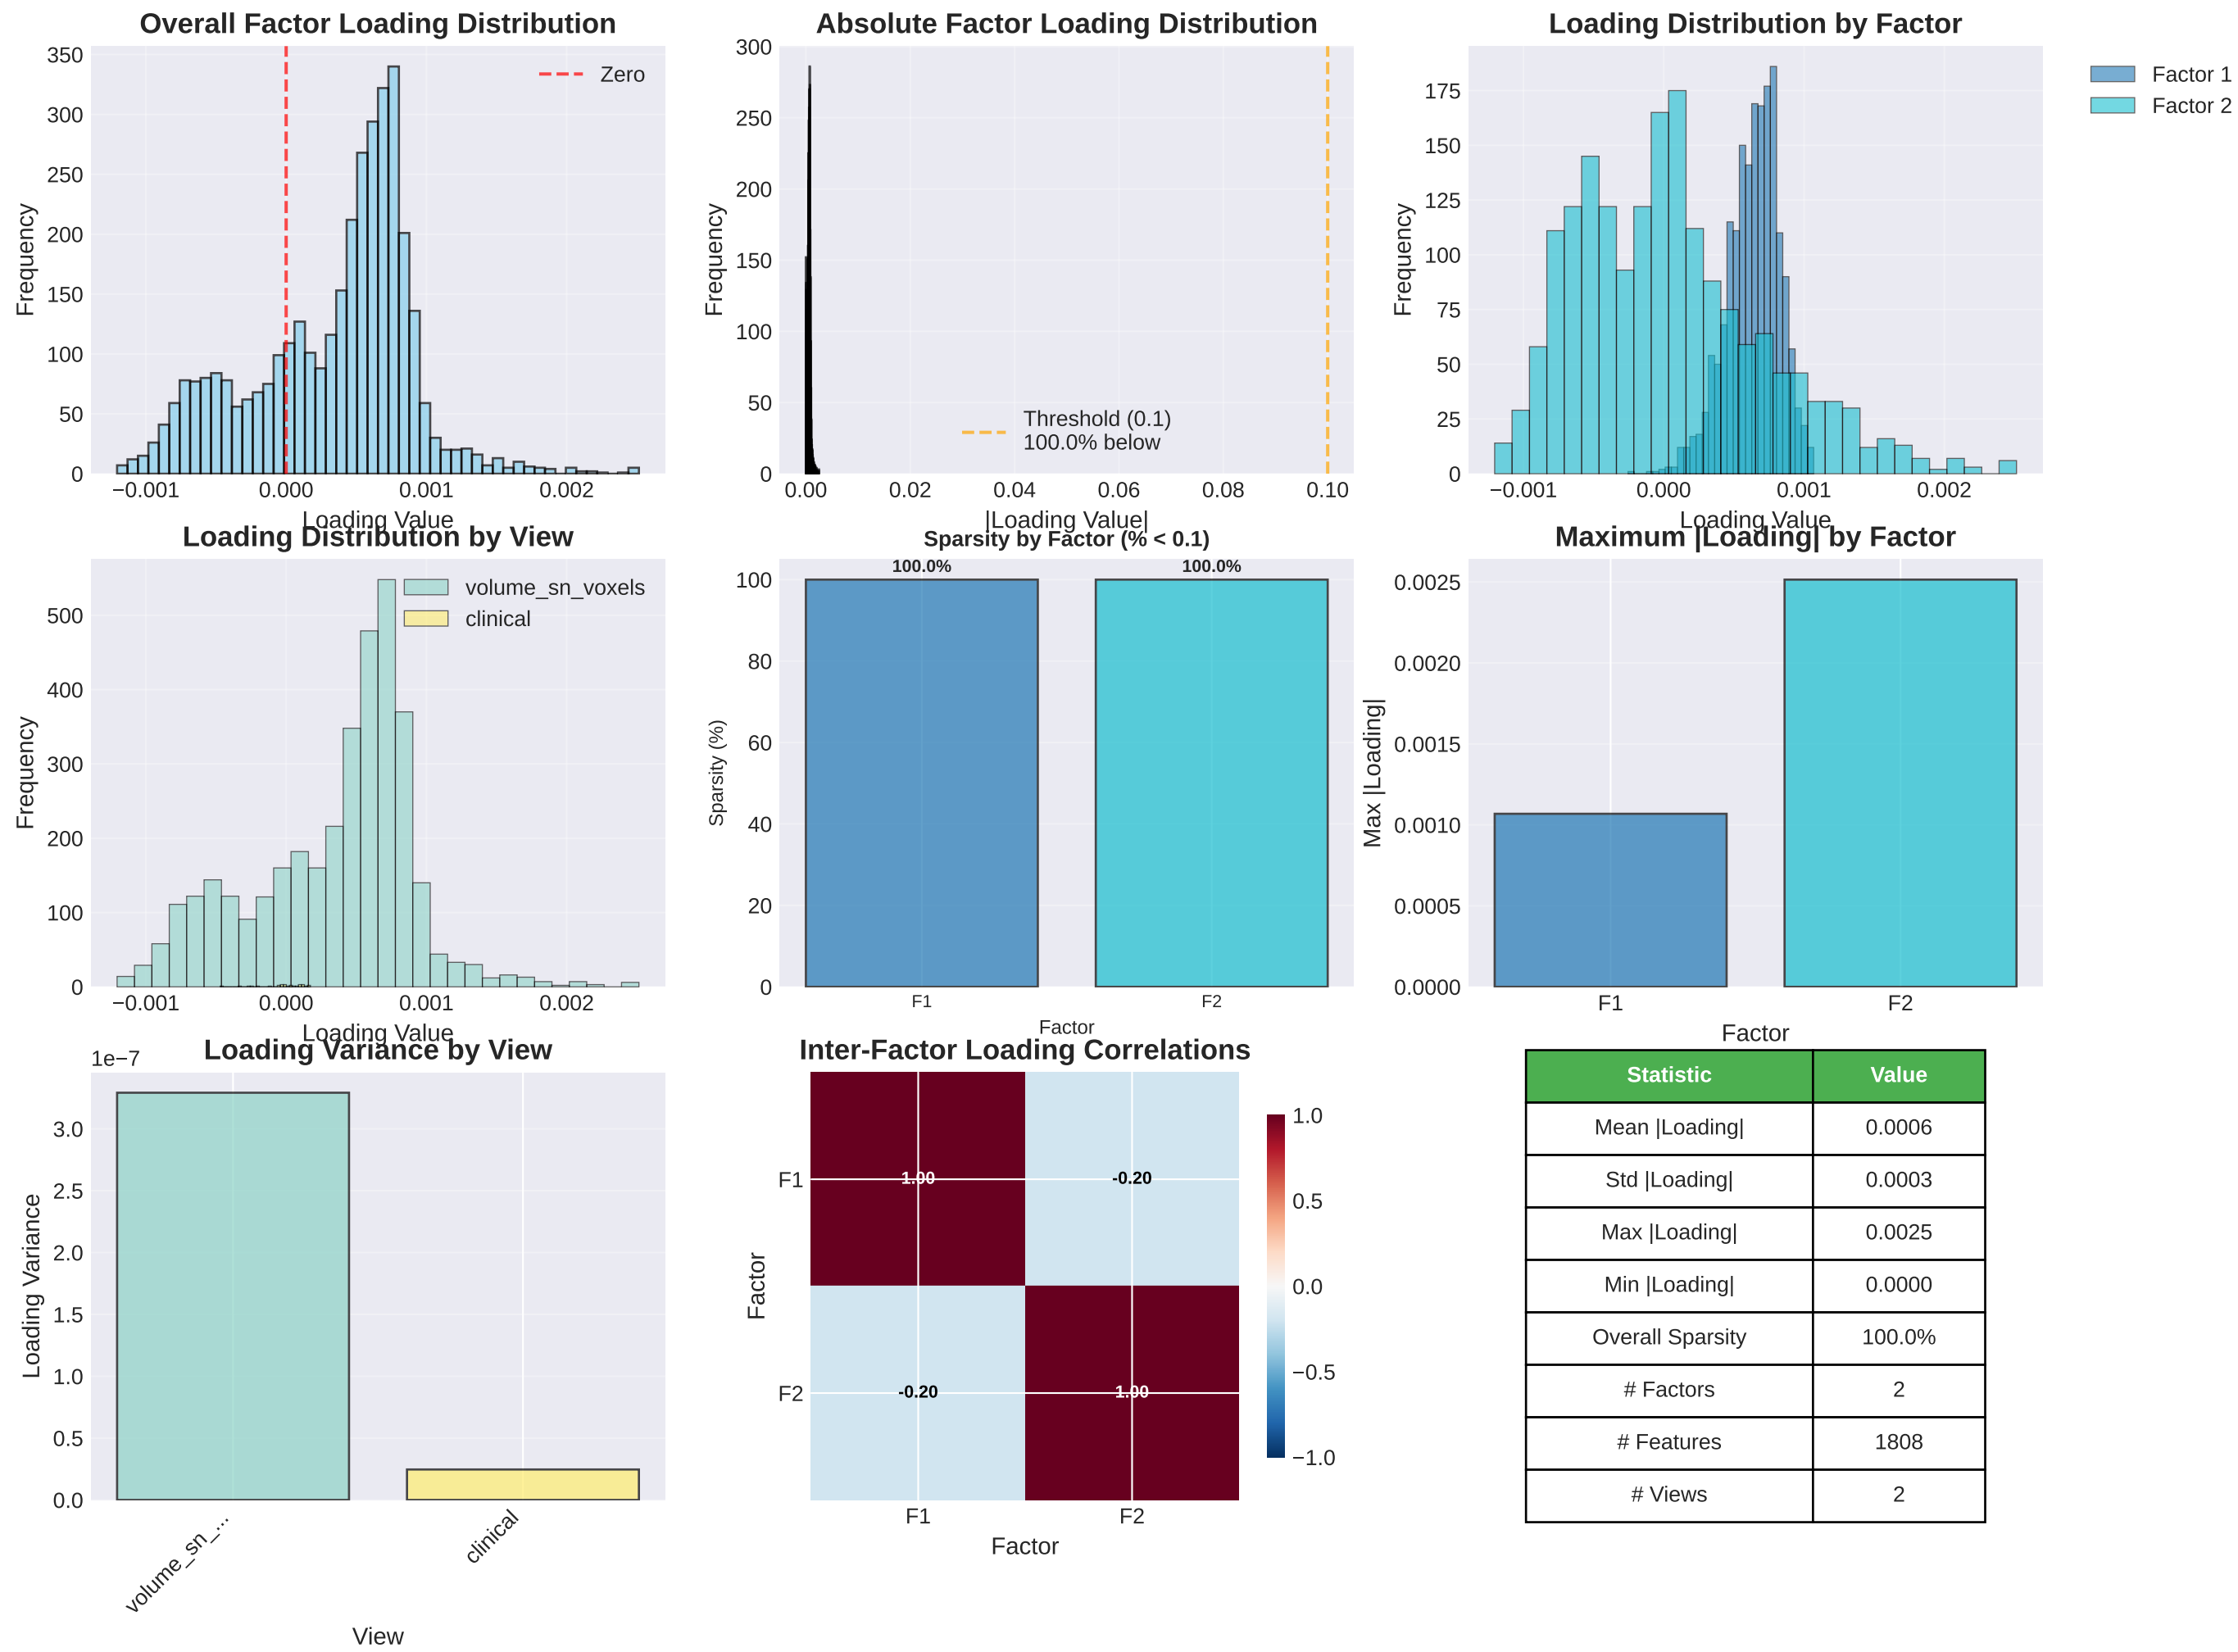 Overall Factor Loading Distribution
350
300
250
200
150
100
50
0
−0.001
0.000
0.001
0.002
Frequency
Loading Value
Zero
Absolute Factor Loading Distribution
300
250
200
150
100
50
0
0.00
0.02
0.04
0.06
0.08
0.10
Frequency
|Loading Value|
Threshold (0.1)
100.0% below
Loading Distribution by Factor
175
150
125
100
75
50
25
0
−0.001
0.000
0.001
0.002
Frequency
Loading Value
Factor 1
Factor 2
Loading Distribution by View
500
400
300
200
100
0
−0.001
0.000
0.001
0.002
Frequency
Loading Value
volume_sn_voxels
clinical
Sparsity by Factor (% < 0.1)
100.0%
100.0%
100
80
60
40
20
0
F1
F2
Sparsity (%)
Factor
Maximum |Loading| by Factor
0.0025
0.0020
0.0015
0.0010
0.0005
0.0000
F1
F2
Max |Loading|
Factor
Loading Variance by View
1e−7
3.0
2.5
2.0
1.5
1.0
0.5
0.0
Loading Variance
volume_sn_...
clinical
View
Inter-Factor Loading Correlations
F1
F2
1.00
-0.20
-0.20
1.00
F1
F2
Factor
Factor
1.0
0.5
0.0
−0.5
−1.0
Statistic Value
Mean |Loading| 0.0006
Std |Loading| 0.0003
Max |Loading| 0.0025
Min |Loading| 0.0000
Overall Sparsity 100.0%
# Factors 2
# Features 1808
# Views 2